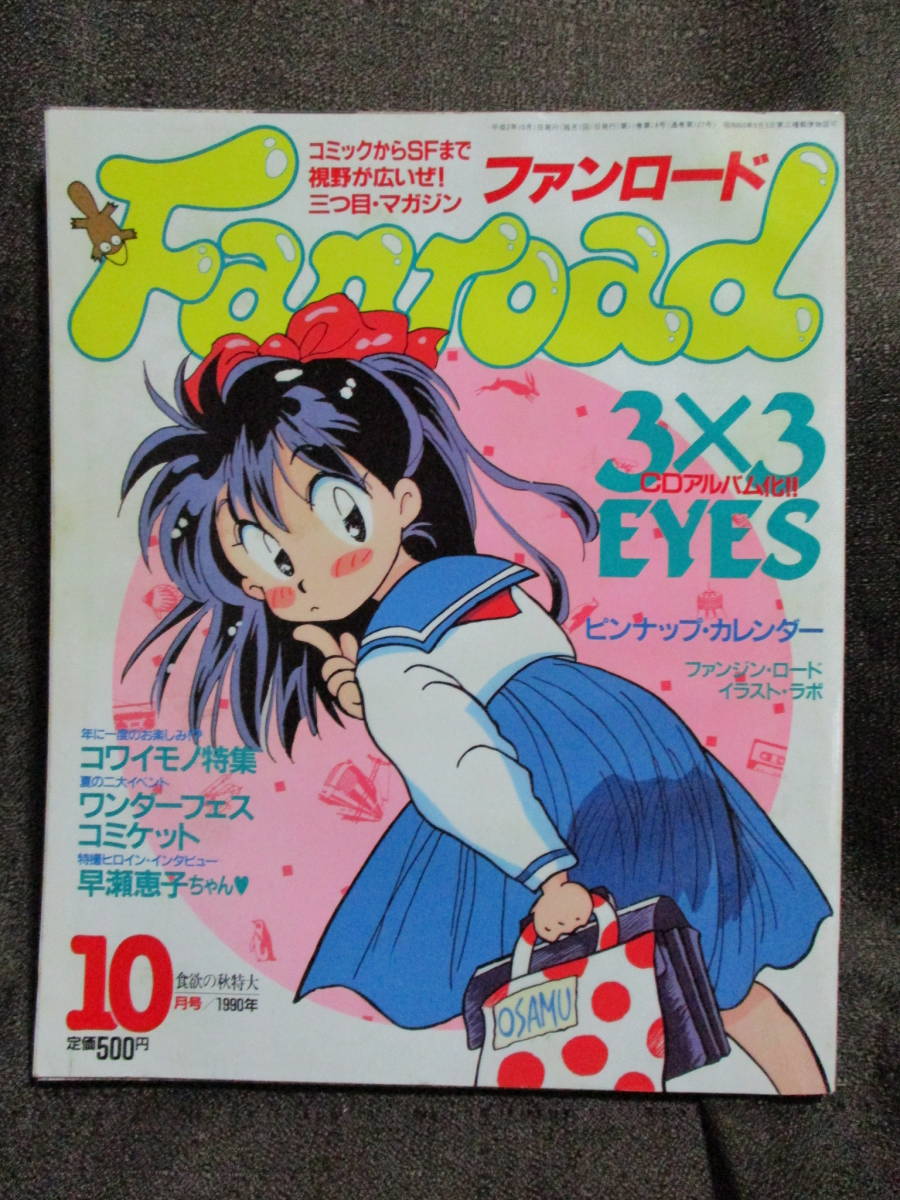 コミックからSFまで
視野が広いぜ!
三つ目・マガジン
ファンロード
Fanroad
3×3
CDアルバム化!!
EYES
ピンナップ・カレンダー
ファンジン・ロード
イラスト・ラボ
年に一度のお楽しみ!?
コワイモノ特集
夏の二大イベント
ワンダーフェス
コミケット
特撮ヒロイン・インタビュー
早瀬恵子ちゃん♥
10
食欲の秋特大
月号/1990年
定価500円
OSAMU